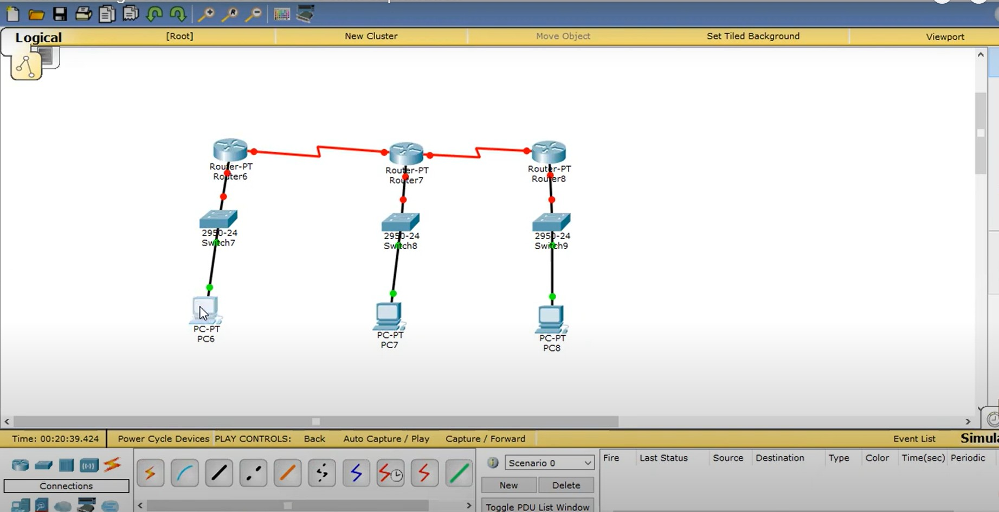 Logical
[Root]
New Cluster
Move Object
Set Tiled Background
Viewport
R
Router-PT
Router6
Router-PT
Router7
Router-PT
Router8
2950-24
Switch7
2950-24
Switch8
2950-24
Switch9
PC-PT
PC6
PC-PT
PC7
PC-PT
PC8
Time: 00:20:39.424
Power Cycle Devices
PLAY CONTROLS:
Back
Auto Capture / Play
Capture / Forward
Event List
Simula
Connections
Scenario 0
New
Delete
Toggle PDU List Window
Fire
Last Status
Source
Destination
Type
Color
Time(sec)
Periodic